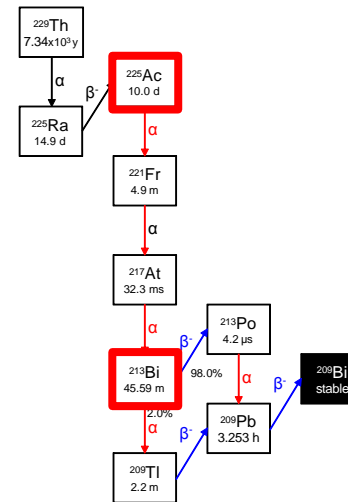 ²²⁹Th
7.34x10³ y
α
²²⁵Ra
14.9 d
β⁻
²²⁵Ac
10.0 d
α
²²¹Fr
4.9 m
α
²¹⁷At
32.3 ms
α
²¹³Bi
45.59 m
β⁻
98.0%
2.0%
α
²¹³Po
4.2 µs
α
²⁰⁹Tl
2.2 m
β⁻
²⁰⁹Pb
3.253 h
β⁻
²⁰⁹Bi
stable